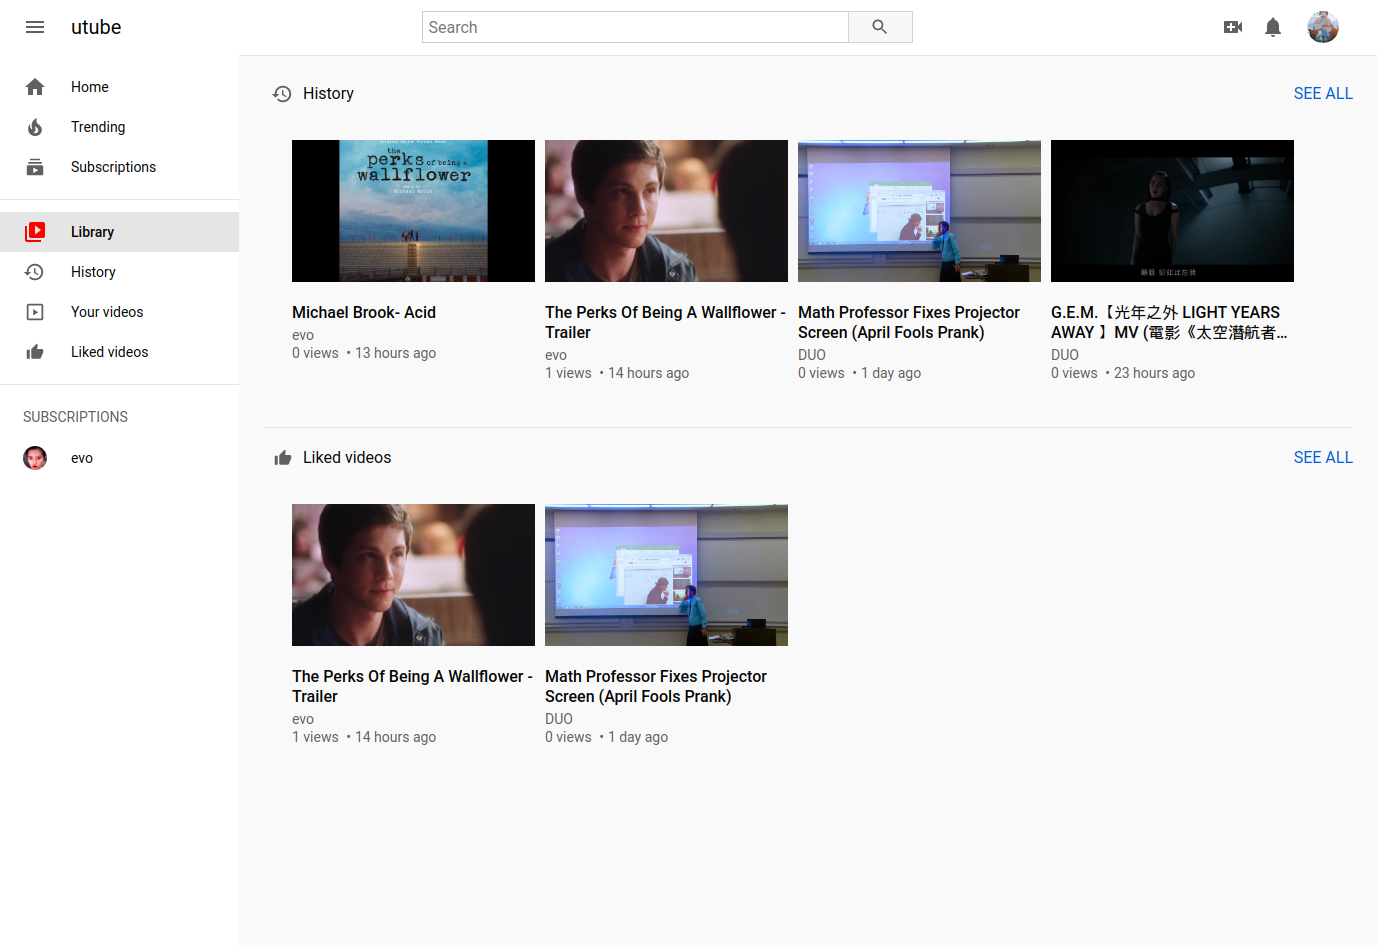 utube
Search
Home
Trending
Subscriptions
Library
History
Your videos
Liked videos
SUBSCRIPTIONS
evo
History
SEE ALL
the
perks of being a
wallflower
Michael Brook- Acid
evo
0 views • 13 hours ago
The Perks Of Being A Wallflower -
Trailer
evo
1 views • 14 hours ago
Math Professor Fixes Projector
Screen (April Fools Prank)
DUO
0 views • 1 day ago
G.E.M.【光年之外 LIGHT YEARS
AWAY 】MV (電影《太空潛航者...
DUO
0 views • 23 hours ago
Liked videos
SEE ALL
The Perks Of Being A Wallflower -
Trailer
evo
1 views • 14 hours ago
Math Professor Fixes Projector
Screen (April Fools Prank)
DUO
0 views • 1 day ago